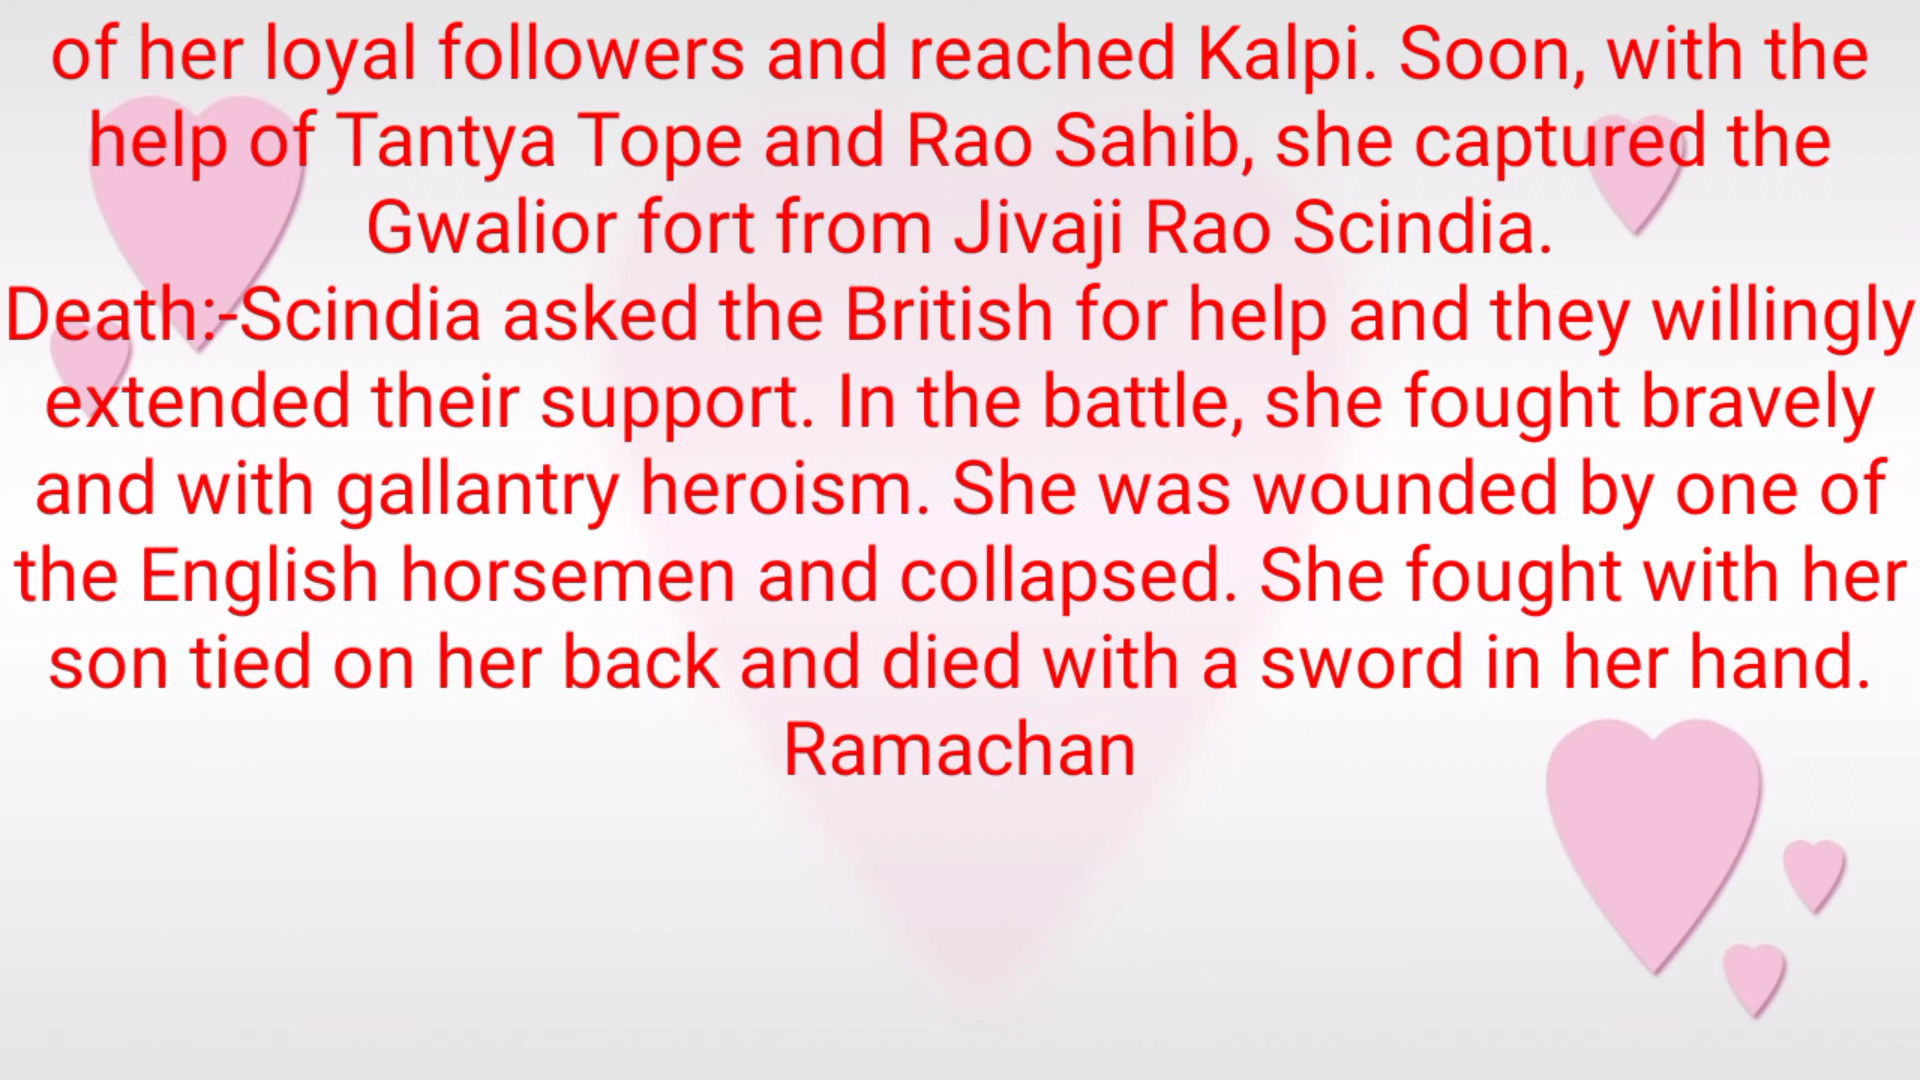 of her loyal followers and reached Kalpi. Soon, with the
help of Tantya Tope and Rao Sahib, she captured the
Gwalior fort from Jivaji Rao Scindia.
Death:-Scindia asked the British for help and they willingly
extended their support. In the battle, she fought bravely
and with gallantry heroism. She was wounded by one of
the English horsemen and collapsed. She fought with her
son tied on her back and died with a sword in her hand.
Ramachan